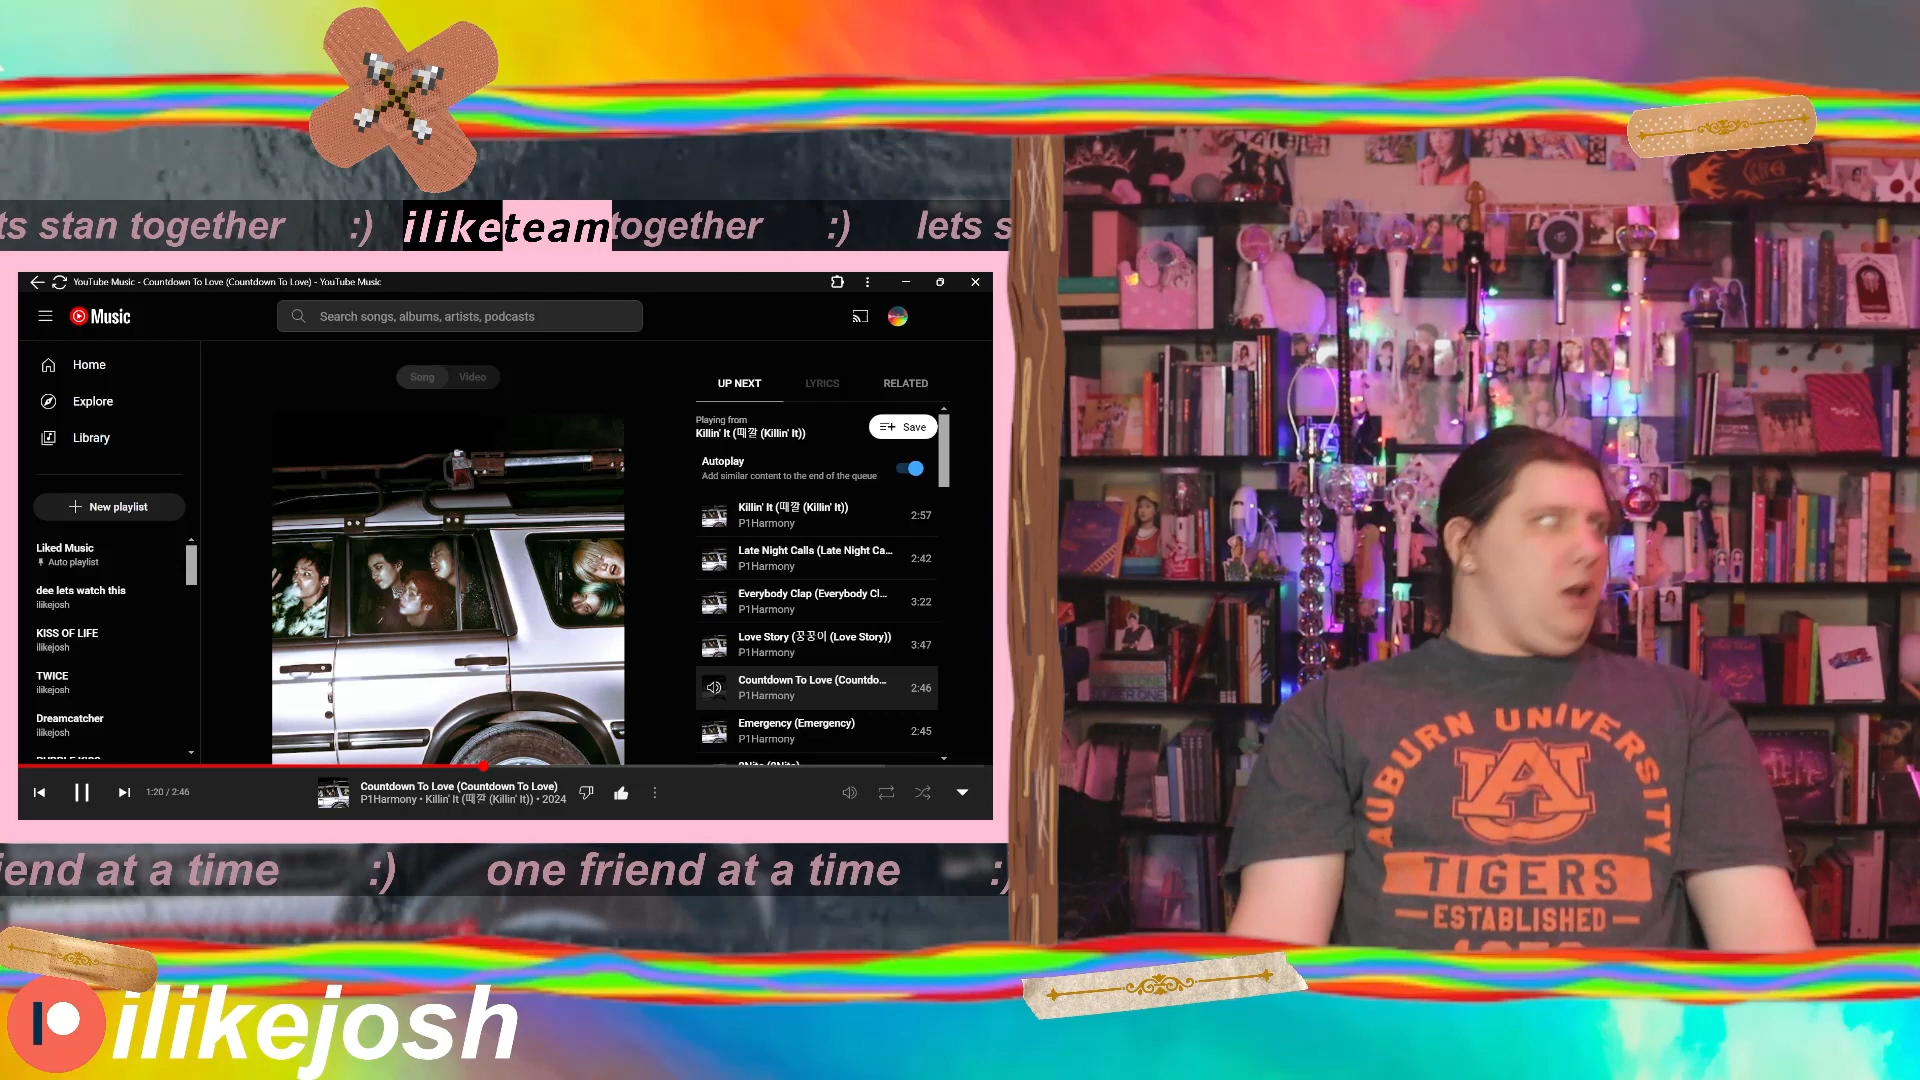 ts stan together :) iliketeam together :) lets s
YouTube Music - Countdown To Love (Countdown To Love) - YouTube Music
Music
Search songs, albums, artists, podcasts
Home
Explore
Library
New playlist
Liked Music
Auto playlist
dee lets watch this
ilikejosh
KISS OF LIFE
ilikejosh
TWICE
ilikejosh
Dreamcatcher
ilikejosh
Song Video
UP NEXT LYRICS RELATED
Playing from
Killin' It (때깔 (Killin' It))
Save
Autoplay
Add similar content to the end of the queue
Killin' It (때깔 (Killin' It))
P1Harmony
2:57
Late Night Calls (Late Night Ca...
P1Harmony
2:42
Everybody Clap (Everybody Cl...
P1Harmony
3:22
Love Story (꿍꿍이 (Love Story))
P1Harmony
3:47
Countdown To Love (Countdo...
P1Harmony
2:46
Emergency (Emergency)
P1Harmony
2:45
1:20 / 2:46
Countdown To Love (Countdown To Love)
P1Harmony • Killin' It (때깔 (Killin' It)) • 2024
iend at a time :) one friend at a time :)
ilikejosh
AUBURN UNIVERSITY
AU
TIGERS
ESTABLISHED